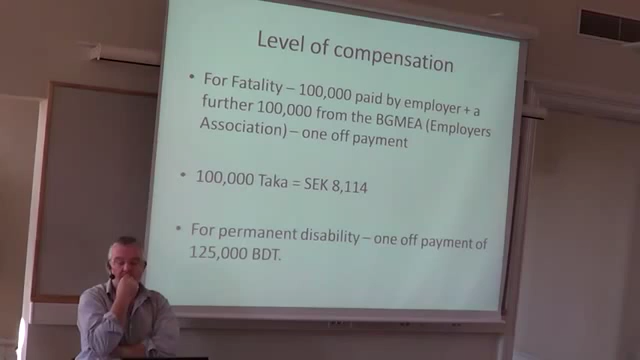 Level of compensation
• For Fatality – 100,000 paid by employer + a
further 100,000 from the BGMEA (Employers
Association) – one off payment
• 100,000 Taka = SEK 8,114
• For permanent disability – one off payment of
125,000 BDT.